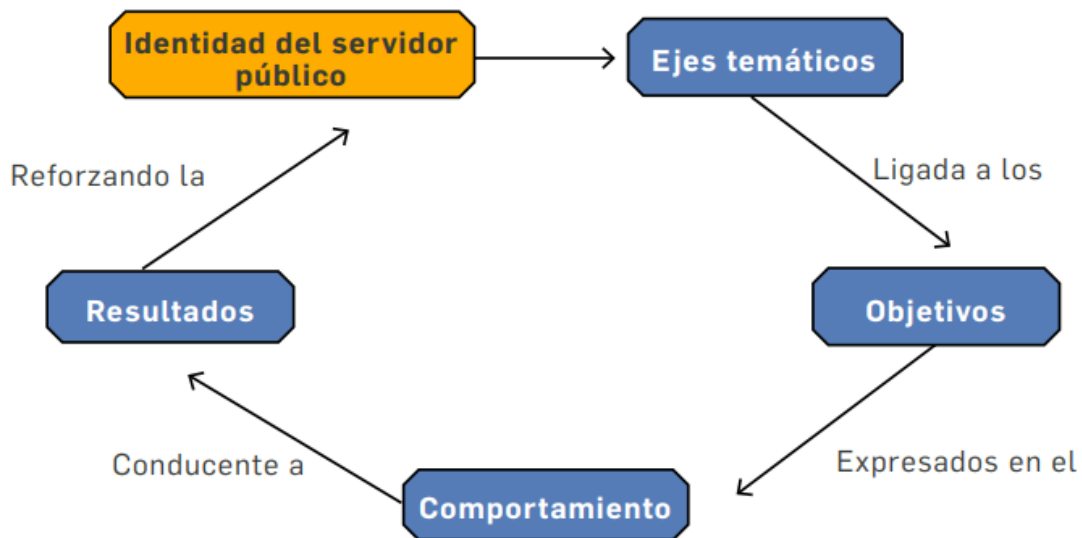 Identidad del servidor
público
Ejes temáticos
Ligada a los
Objetivos
Expresados en el
Comportamiento
Conducente a
Resultados
Reforzando la